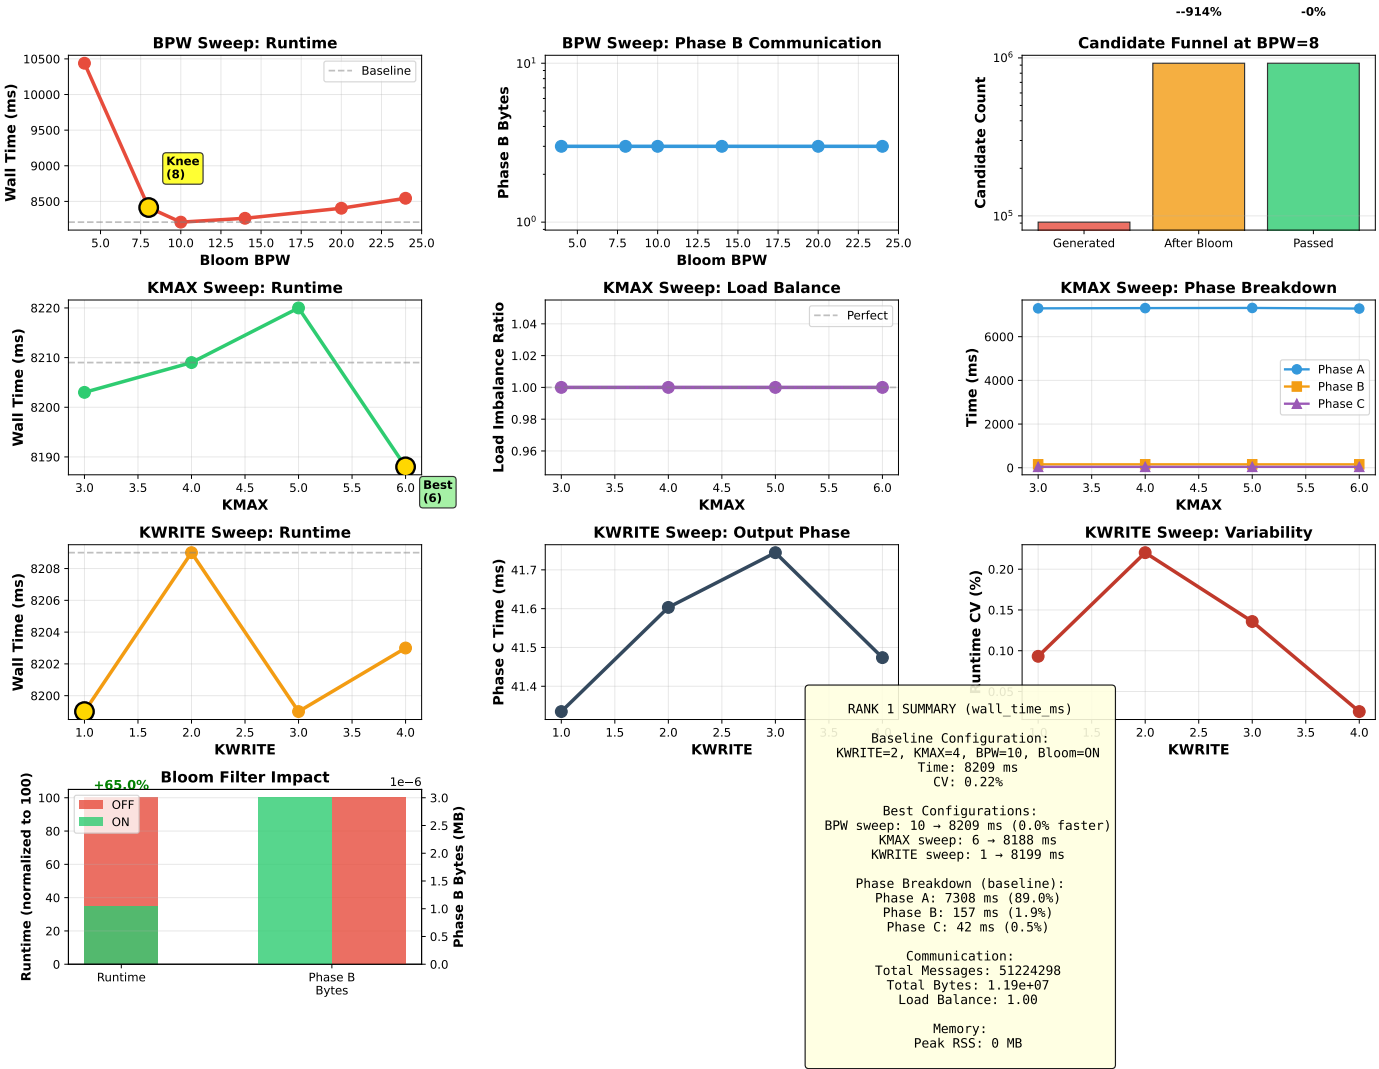 --914%
-0%
BPW Sweep: Runtime
Wall Time (ms)
10500
10000
9500
9000
8500
Baseline
Knee
(8)
5.0 7.5 10.0 12.5 15.0 17.5 20.0 22.5 25.0
Bloom BPW
BPW Sweep: Phase B Communication
Phase B Bytes
10¹
10⁰
5.0 7.5 10.0 12.5 15.0 17.5 20.0 22.5 25.0
Bloom BPW
Candidate Funnel at BPW=8
Candidate Count
10⁶
10⁵
Generated After Bloom Passed
KMAX Sweep: Runtime
Wall Time (ms)
8220
8210
8200
8190
3.0 3.5 4.0 4.5 5.0 5.5 6.0
KMAX
Best
(6)
KMAX Sweep: Load Balance
Load Imbalance Ratio
1.04
1.02
1.00
0.98
0.96
Perfect
3.0 3.5 4.0 4.5 5.0 5.5 6.0
KMAX
KMAX Sweep: Phase Breakdown
Time (ms)
6000
4000
2000
0
Phase A
Phase B
Phase C
3.0 3.5 4.0 4.5 5.0 5.5 6.0
KMAX
KWRITE Sweep: Runtime
Wall Time (ms)
8208
8206
8204
8202
8200
1.0 1.5 2.0 2.5 3.0 3.5 4.0
KWRITE
KWRITE Sweep: Output Phase
Phase C Time (ms)
41.7
41.6
41.5
41.4
1.0 1.5 2.0 2.5 3.0 3.5 4.0
KWRITE
KWRITE Sweep: Variability
Runtime CV (%)
0.20
0.15
0.10
0.05
2.0 2.5 3.0 3.5 4.0
KWRITE
Bloom Filter Impact
+65.0%
1e−6
Runtime (normalized to 100)
100
80
60
40
20
0
OFF
ON
Runtime
Phase B
Bytes
3.0
2.5
2.0
1.5
1.0
0.5
0.0
Phase B Bytes (MB)
RANK 1 SUMMARY (wall_time_ms)
Baseline Configuration:
KWRITE=2, KMAX=4, BPW=10, Bloom=ON
Time: 8209 ms
CV: 0.22%
Best Configurations:
BPW sweep: 10 → 8209 ms (0.0% faster)
KMAX sweep: 6 → 8188 ms
KWRITE sweep: 1 → 8199 ms
Phase Breakdown (baseline):
Phase A: 7308 ms (89.0%)
Phase B: 157 ms (1.9%)
Phase C: 42 ms (0.5%)
Communication:
Total Messages: 51224298
Total Bytes: 1.19e+07
Load Balance: 1.00
Memory:
Peak RSS: 0 MB